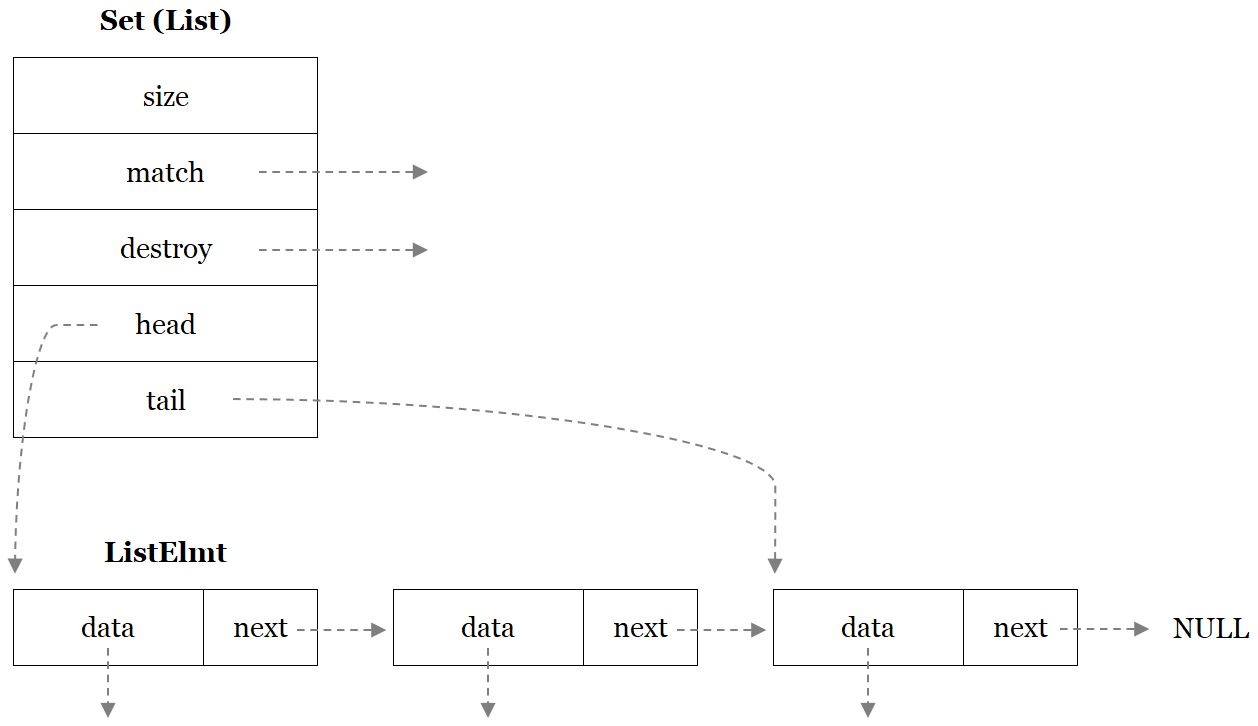 Set (List)
size
match
destroy
head
tail
ListElmt
data next data next data next NULL